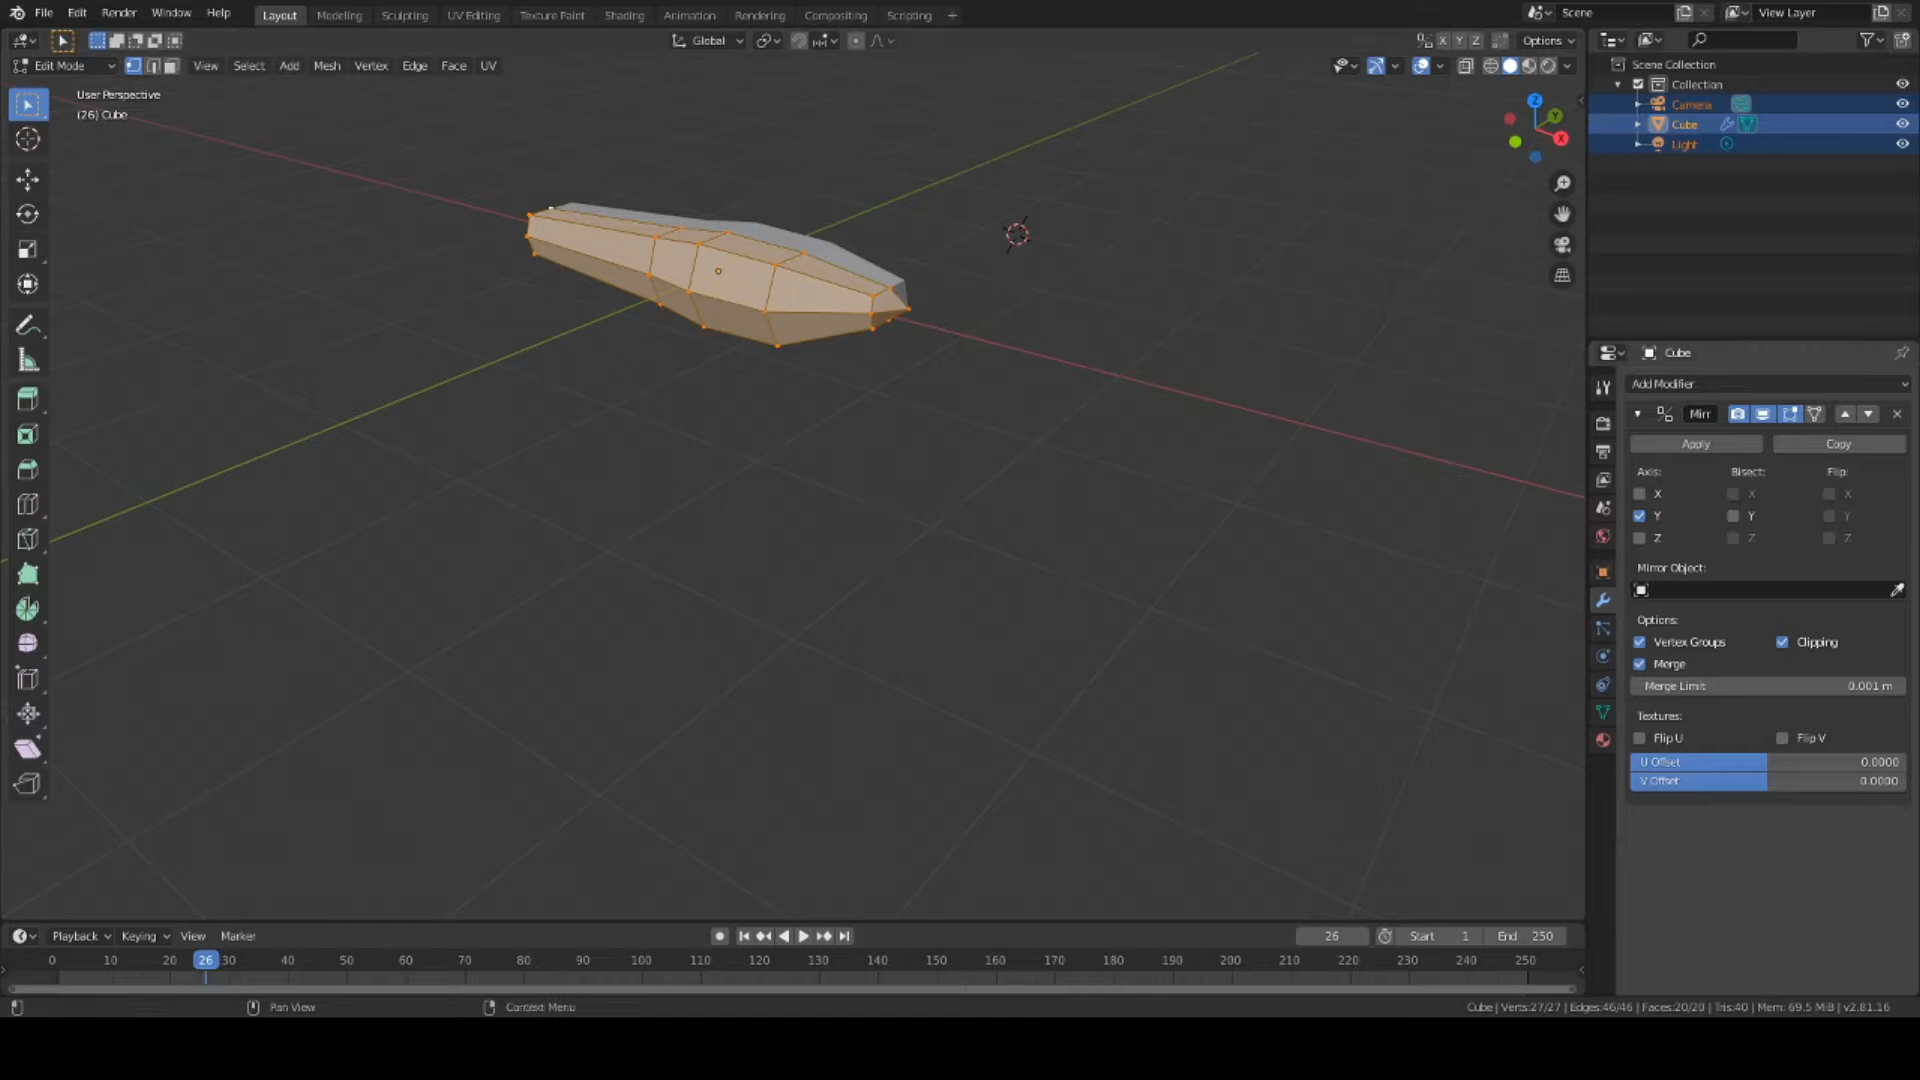 File Edit Render Window Help Layout Modeling Sculpting UV Editing Texture Paint Shading Animation Rendering Compositing Scripting + Scene View Layer
Global X Y Z Options
Edit Mode View Select Add Mesh Vertex Edge Face UV
User Perspective
(26) Cube
Z
Y
X
Scene Collection
Collection
Camera
Cube
Light
Cube
Add Modifier
Mirr
Apply Copy
Axis: Bisect: Flip:
X X X
Y Y Y
Z Z Z
Mirror Object:
Options:
Vertex Groups Clipping
Merge
Merge Limit 0.001 m
Textures:
Flip U Flip V
U Offset 0.0000
V Offset 0.0000
Playback Keying View Marker 26 Start 1 End 250
0 10 20 26 30 40 50 60 70 80 90 100 110 120 130 140 150 160 170 180 190 200 210 220 230 240 250
Pan View Context Menu Cube | Verts:27/27 | Edges:46/46 | Faces:20/20 | Tris:40 | Mem: 69.5 MiB | v2.81.16